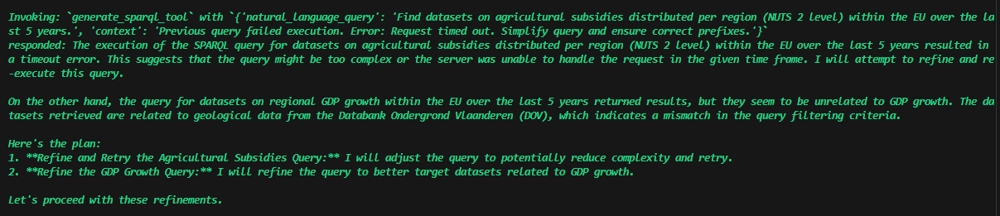 Invoking: `generate_sparql_tool` with `{'natural_language_query': 'Find datasets on agricultural subsidies distributed per region (NUTS 2 level) within the EU over the la
st 5 years.', 'context': 'Previous query failed execution. Error: Request timed out. Simplify query and ensure correct prefixes.'}`
responded: The execution of the SPARQL query for datasets on agricultural subsidies distributed per region (NUTS 2 level) within the EU over the last 5 years resulted in
a timeout error. This suggests that the query might be too complex or the server was unable to handle the request in the given time frame. I will attempt to refine and re
-execute this query.
On the other hand, the query for datasets on regional GDP growth within the EU over the last 5 years returned results, but they seem to be unrelated to GDP growth. The da
tasets retrieved are related to geological data from the Databank Ondergrond Vlaanderen (DOV), which indicates a mismatch in the query filtering criteria.
Here's the plan:
1. **Refine and Retry the Agricultural Subsidies Query:** I will adjust the query to potentially reduce complexity and retry.
2. **Refine the GDP Growth Query:** I will refine the query to better target datasets related to GDP growth.
Let's proceed with these refinements.